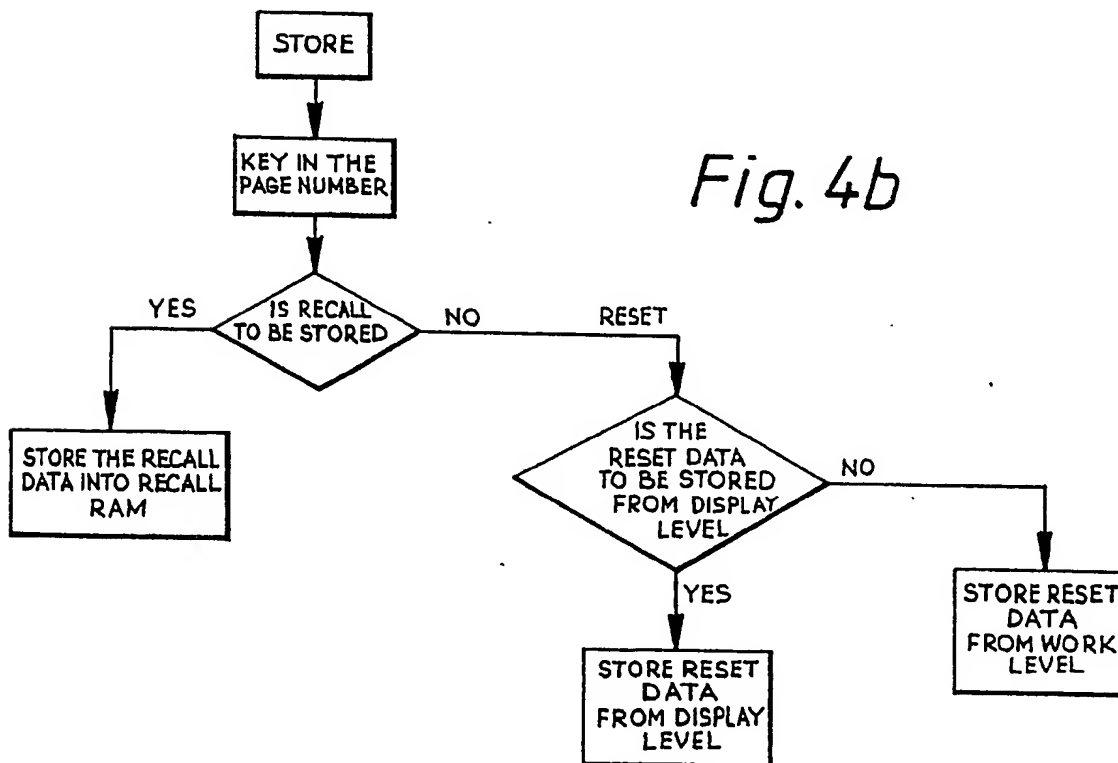 STORE
KEY IN THE
PAGE NUMBER
Fig. 4b
YES
IS RECALL
TO BE STORED
NO
RESET
STORE THE RECALL
DATA INTO RECALL
RAM
IS THE
RESET DATA
TO BE STORED
FROM DISPLAY
LEVEL
NO
YES
STORE RESET
DATA
FROM WORK
LEVEL
STORE RESET
DATA
FROM DISPLAY
LEVEL